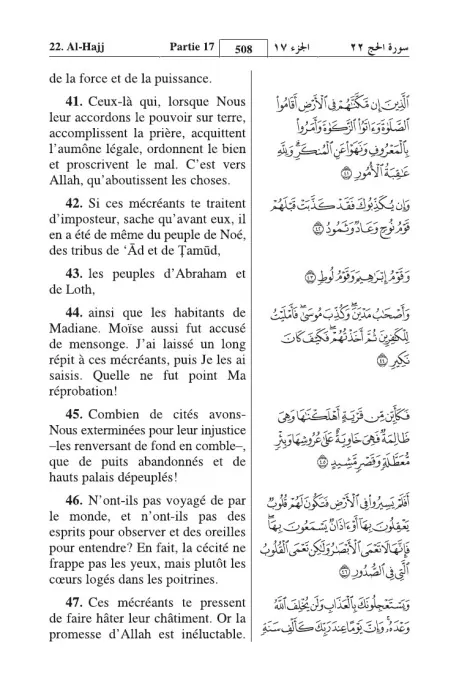 22. Al-Hajj Partie 17 508 الجزء ١٧ سورة الحج ٢٢
de la force et de la puissance.
41. Ceux-là qui, lorsque Nous
leur accordons le pouvoir sur terre,
accomplissent la prière, acquittent
l’aumône légale, ordonnent le bien
et proscrivent le mal. C’est vers
Allah, qu’aboutissent les choses.
42. Si ces mécréants te traitent
d’imposteur, sache qu’avant eux, il
en a été de même du peuple de Noé,
des tribus de ‘Ād et de Ṯamūd,
43. les peuples d’Abraham et
de Loth,
44. ainsi que les habitants de
Madiane. Moïse aussi fut accusé
de mensonge. J’ai laissé un long
répit à ces mécréants, puis Je les ai
saisis. Quelle ne fut point Ma
réprobation!
45. Combien de cités avons-
Nous exterminées pour leur injustice
–les renversant de fond en comble–,
que de puits abandonnés et de
hauts palais dépeuplés!
46. N’ont-ils pas voyagé de par
le monde, et n’ont-ils pas des
esprits pour observer et des oreilles
pour entendre? En fait, la cécité ne
frappe pas les yeux, mais plutôt les
cœurs logés dans les poitrines.
47. Ces mécréants te pressent
de faire hâter leur châtiment. Or la
promesse d’Allah est inéluctable.
ٱلَّذِينَ إِن مَّكَّنَّٰهُمْ فِى ٱلْأَرْضِ أَقَامُوا۟
ٱلصَّلَوٰةَ وَءَاتَوُا۟ ٱلزَّكَوٰةَ وَأَمَرُوا۟
بِٱلْمَعْرُوفِ وَنَهَوْا۟ عَنِ ٱلْمُنكَرِ ۗ وَلِلَّهِ
عَٰقِبَةُ ٱلْأُمُورِ ٤١
وَإِن يُكَذِّبُوكَ فَقَدْ كَذَّبَتْ قَبْلَهُمْ
قَوْمُ نُوحٍ وَعَادٌ وَثَمُودُ ٤٢
وَقَوْمُ إِبْرَٰهِيمَ وَقَوْمُ لُوطٍ ٤٣
وَأَصْحَٰبُ مَدْيَنَ ۖ وَكُذِّبَ مُوسَىٰ ۖ فَأَمْلَيْتُ
لِلْكَٰفِرِينَ ثُمَّ أَخَذْتُهُمْ ۖ فَكَيْفَ كَانَ
نَكِيرِ ٤٤
فَكَأَيِّن مِّن قَرْيَةٍ أَهْلَكْنَٰهَا وَهِىَ
ظَالِمَةٌ فَهِىَ خَاوِيَةٌ عَلَىٰ عُرُوشِهَا وَبِئْرٍ
مُّعَطَّلَةٍ وَقَصْرٍ مَّشِيدٍ ٤٥
أَفَلَمْ يَسِيرُوا۟ فِى ٱلْأَرْضِ فَتَكُونَ لَهُمْ قُلُوبٌ
يَعْقِلُونَ بِهَآ أَوْ ءَاذَانٌ يَسْمَعُونَ بِهَا ۖ
فَإِنَّهَا لَا تَعْمَى ٱلْأَبْصَٰرُ وَلَٰكِن تَعْمَى ٱلْقُلُوبُ
ٱلَّتِى فِى ٱلصُّدُورِ ٤٦
وَيَسْتَعْجِلُونَكَ بِٱلْعَذَابِ وَلَن يُخْلِفَ ٱللَّهُ
وَعْدَهُۥ ۚ وَإِنَّ يَوْمًا عِندَ رَبِّكَ كَأَلْفِ سَنَةٍ